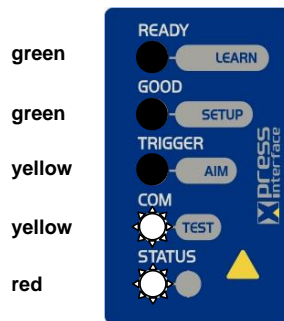 READY
green LEARN
GOOD
green SETUP
TRIGGER
yellow AIM
COM
yellow TEST
STATUS
red
Xpress
interface